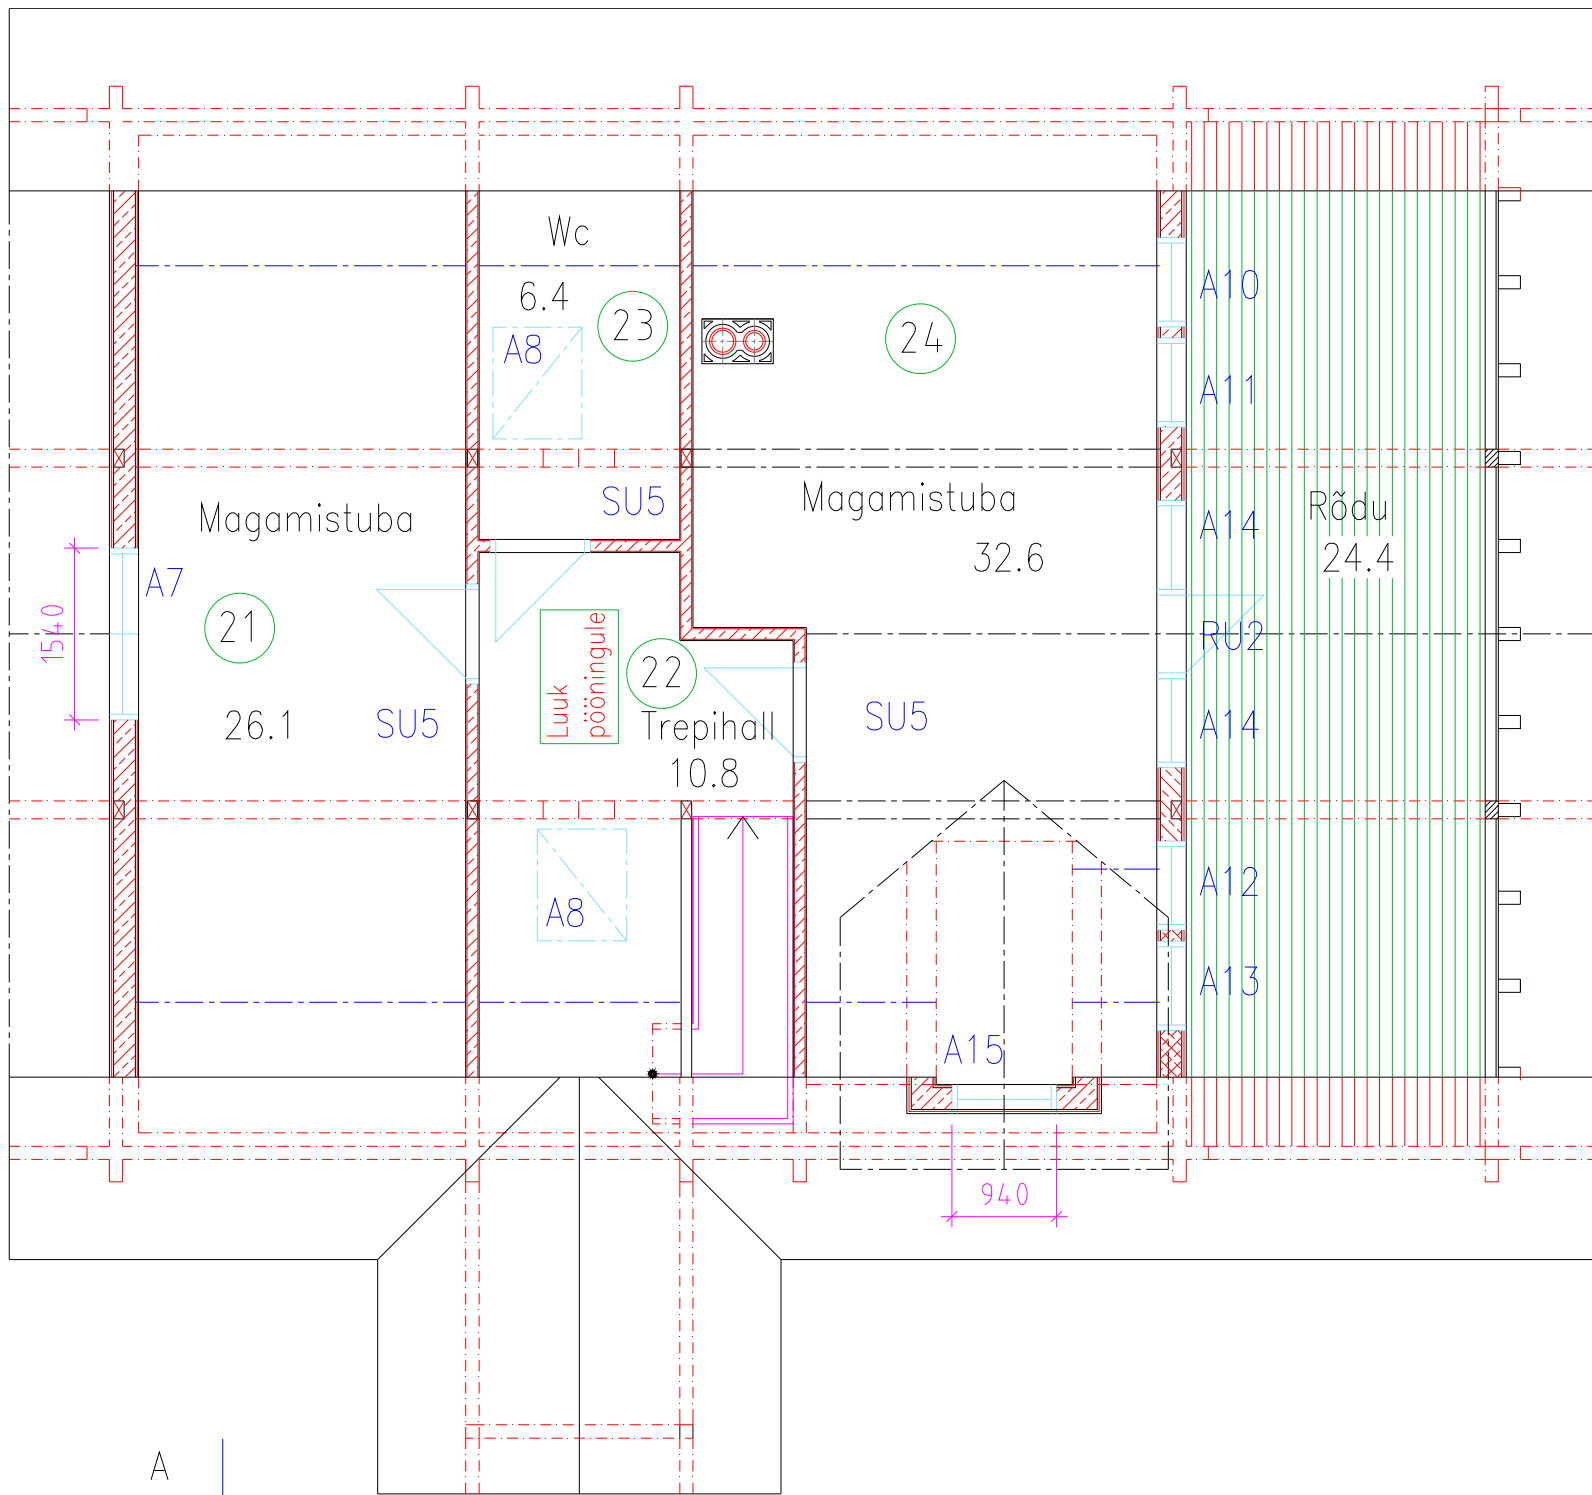 Wc
6.4
23
A8
24
A10
A11
SU5
Magamistuba
Magamistuba
32.6
Rõdu
24.4
A14
A7
1540
21
26.1
SU5
Luuk
pööningule
22
Trepihall
10.8
SU5
RU2
A14
A8
A12
A13
A15
940
A